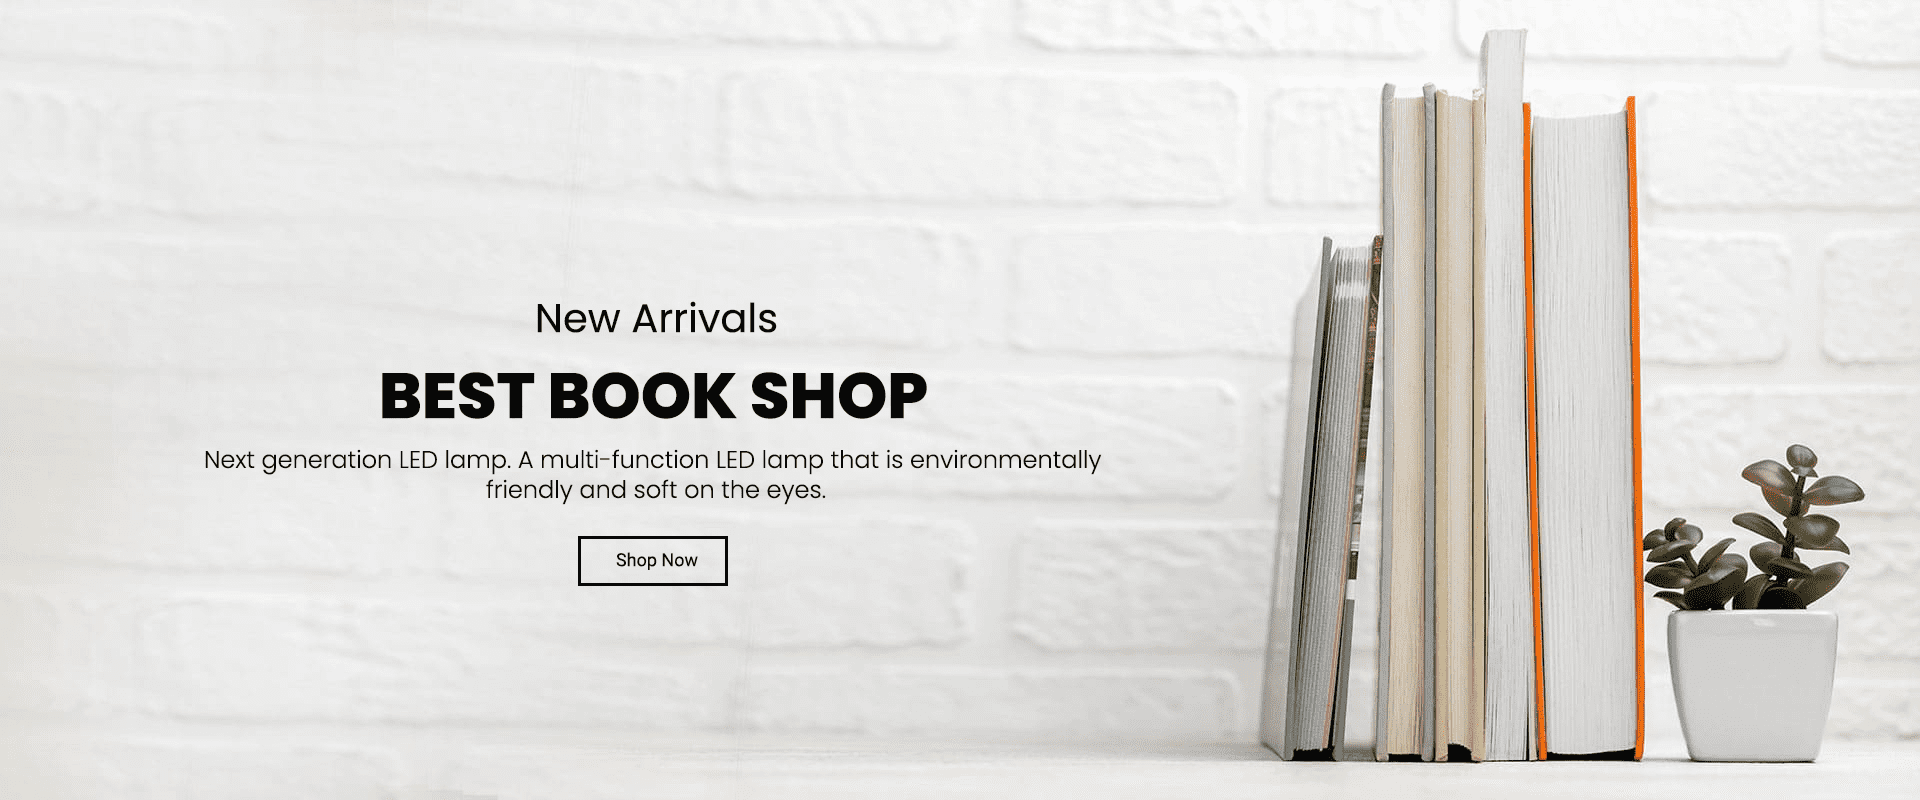 New Arrivals
BEST BOOK SHOP
Next generation LED lamp. A multi-function LED lamp that is environmentally
friendly and soft on the eyes.
Shop Now